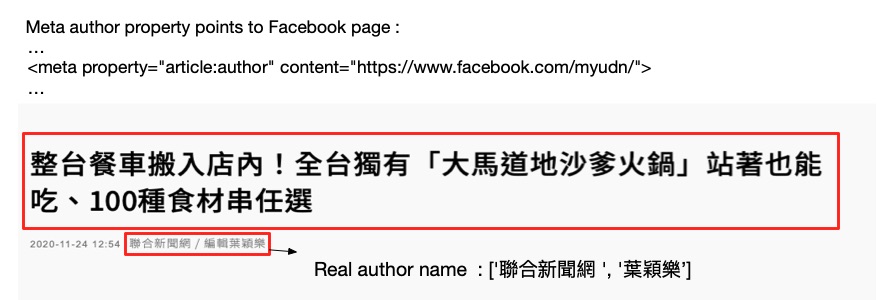 Meta author property points to Facebook page :
...
<meta property="article:author" content="https://www.facebook.com/myudn/">
...
整台餐車搬入店內！全台獨有「大馬道地沙爹火鍋」站著也能
吃、100種食材串任選
2020-11-24 12:54 聯合新聞網 / 編輯葉穎樂
Real author name : ['聯合新聞網 ', '葉穎樂’]